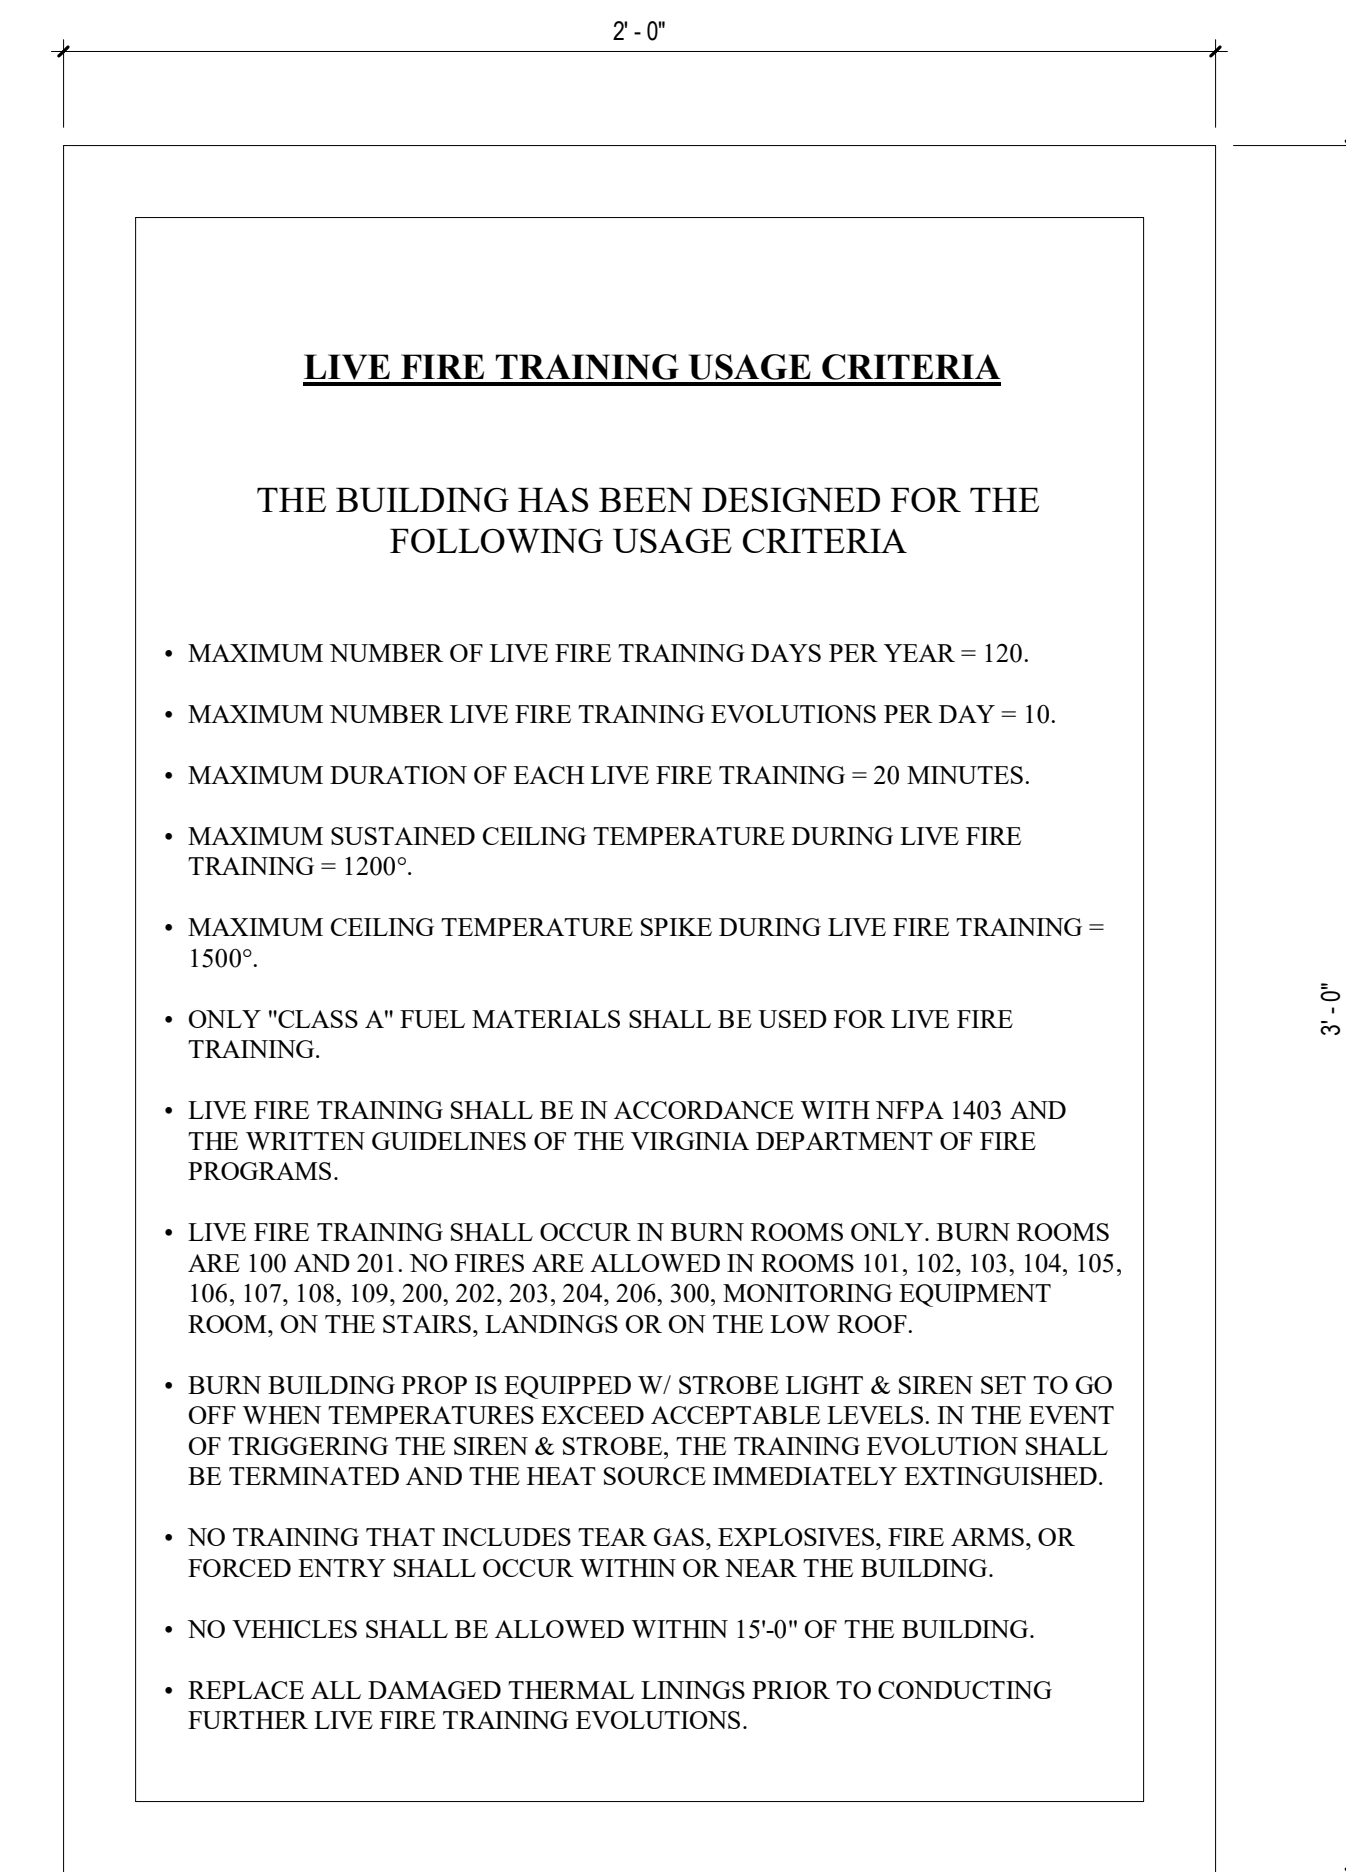 2' - 0"
LIVE FIRE TRAINING USAGE CRITERIA
THE BUILDING HAS BEEN DESIGNED FOR THE
FOLLOWING USAGE CRITERIA
• MAXIMUM NUMBER OF LIVE FIRE TRAINING DAYS PER YEAR = 120.
• MAXIMUM NUMBER LIVE FIRE TRAINING EVOLUTIONS PER DAY = 10.
• MAXIMUM DURATION OF EACH LIVE FIRE TRAINING = 20 MINUTES.
• MAXIMUM SUSTAINED CEILING TEMPERATURE DURING LIVE FIRE
TRAINING = 1200°.
• MAXIMUM CEILING TEMPERATURE SPIKE DURING LIVE FIRE TRAINING =
1500°.
• ONLY "CLASS A" FUEL MATERIALS SHALL BE USED FOR LIVE FIRE
TRAINING.
• LIVE FIRE TRAINING SHALL BE IN ACCORDANCE WITH NFPA 1403 AND
THE WRITTEN GUIDELINES OF THE VIRGINIA DEPARTMENT OF FIRE
PROGRAMS.
• LIVE FIRE TRAINING SHALL OCCUR IN BURN ROOMS ONLY. BURN ROOMS
ARE 100 AND 201. NO FIRES ARE ALLOWED IN ROOMS 101, 102, 103, 104, 105,
106, 107, 108, 109, 200, 202, 203, 204, 206, 300, MONITORING EQUIPMENT
ROOM, ON THE STAIRS, LANDINGS OR ON THE LOW ROOF.
• BURN BUILDING PROP IS EQUIPPED W/ STROBE LIGHT & SIREN SET TO GO
OFF WHEN TEMPERATURES EXCEED ACCEPTABLE LEVELS. IN THE EVENT
OF TRIGGERING THE SIREN & STROBE, THE TRAINING EVOLUTION SHALL
BE TERMINATED AND THE HEAT SOURCE IMMEDIATELY EXTINGUISHED.
• NO TRAINING THAT INCLUDES TEAR GAS, EXPLOSIVES, FIRE ARMS, OR
FORCED ENTRY SHALL OCCUR WITHIN OR NEAR THE BUILDING.
• NO VEHICLES SHALL BE ALLOWED WITHIN 15'-0" OF THE BUILDING.
• REPLACE ALL DAMAGED THERMAL LININGS PRIOR TO CONDUCTING
FURTHER LIVE FIRE TRAINING EVOLUTIONS.
3' - 0"